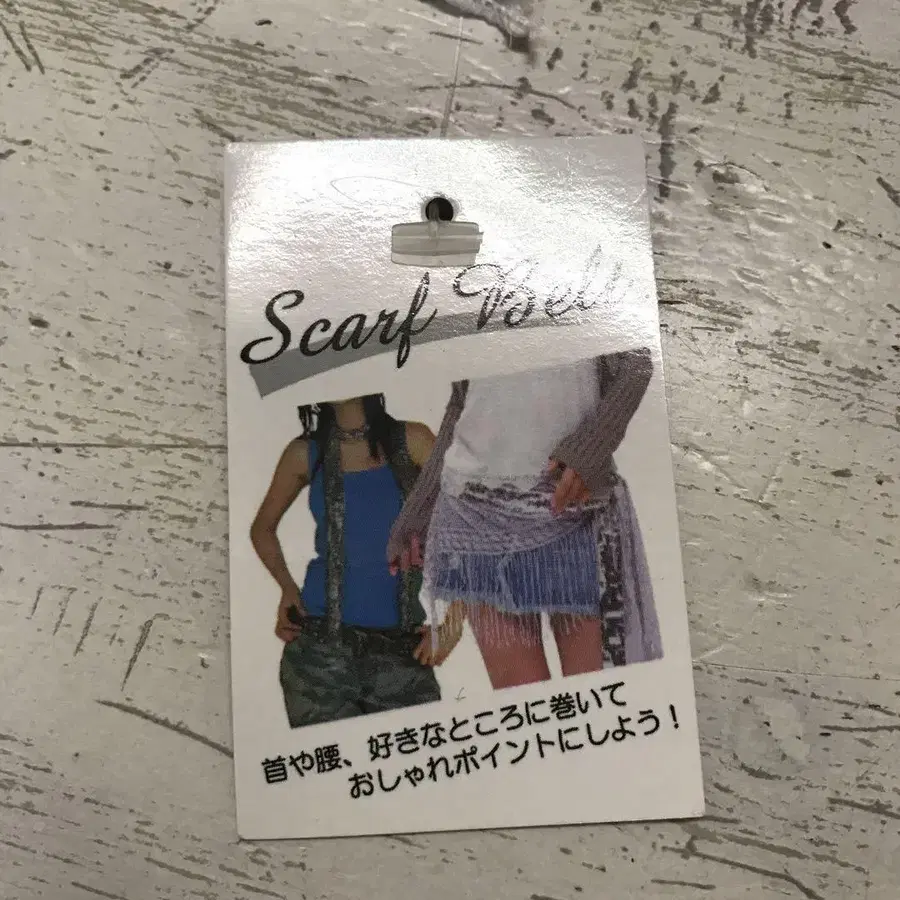 Scarf Belt
首や腰、好きなところに巻いて
おしゃれポイントにしよう！